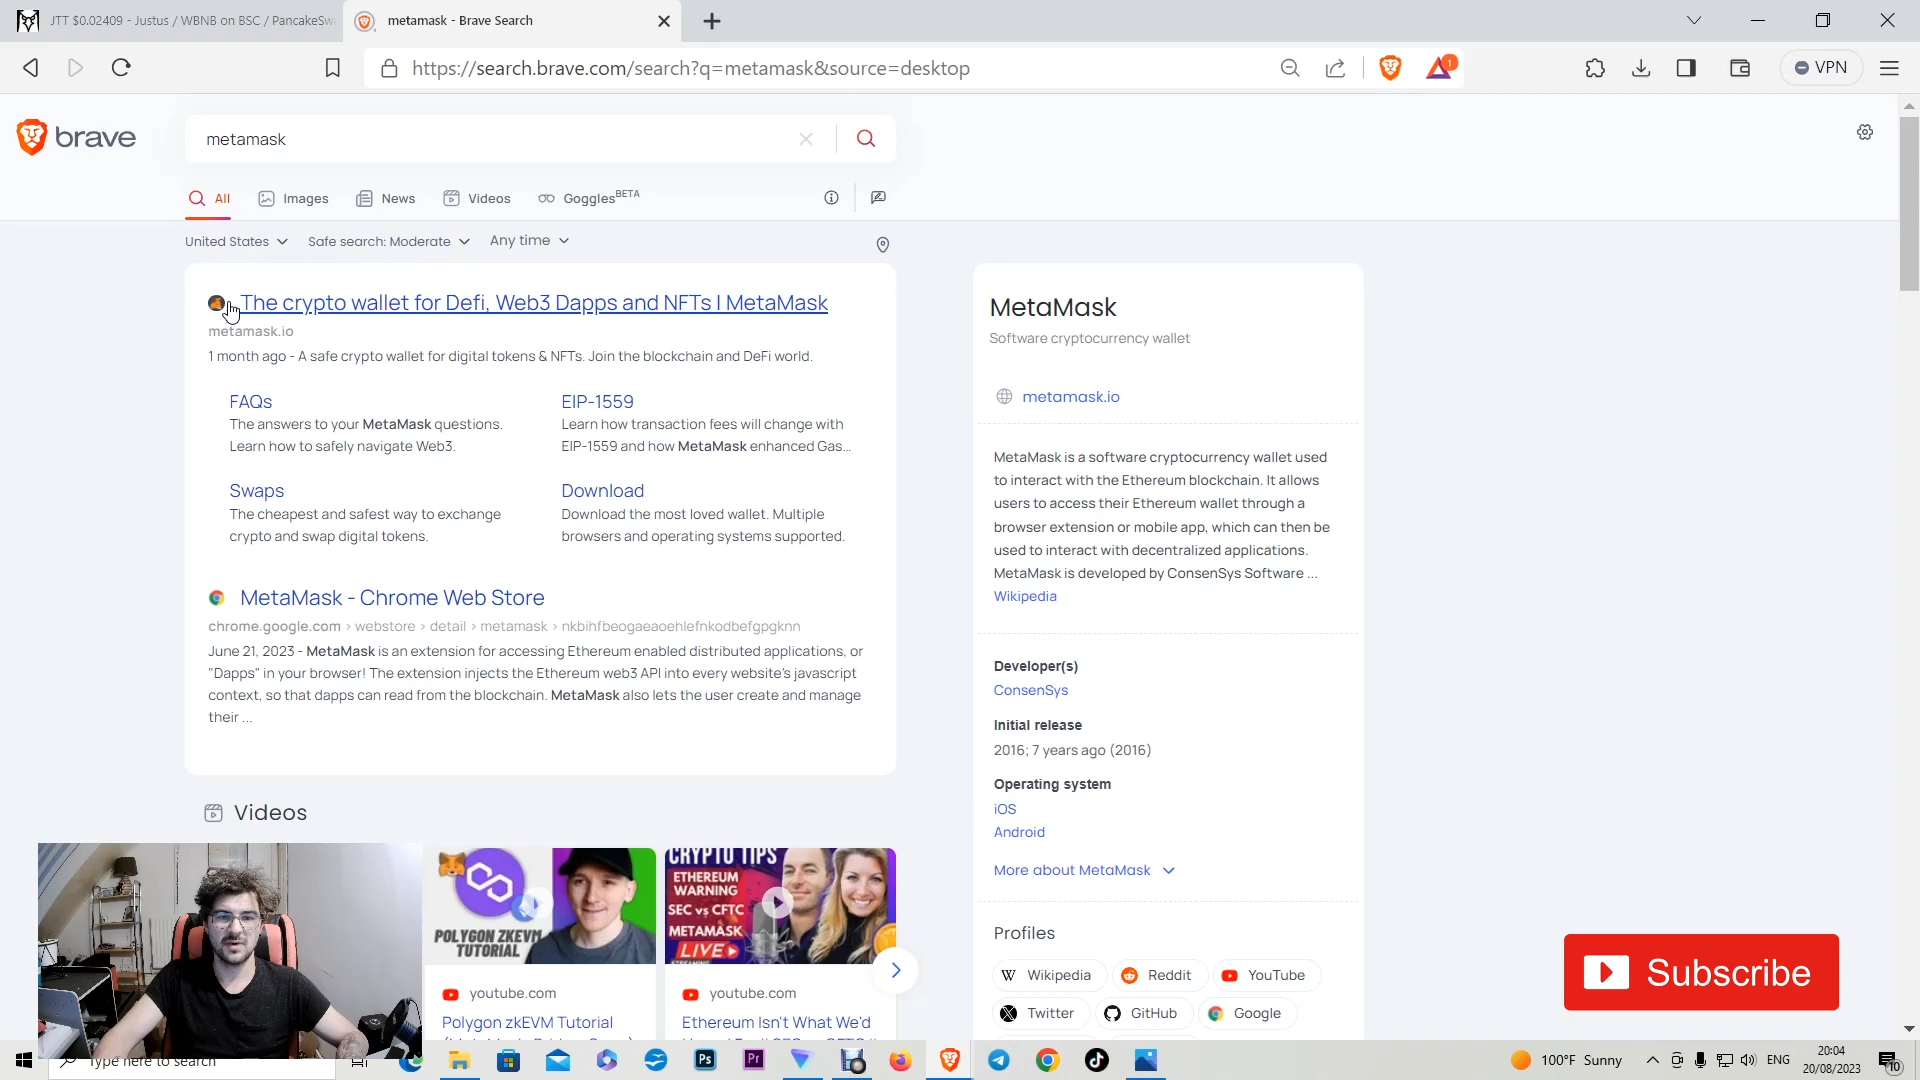 JTT $0.02409 - Justus / WBNB on BSC / PancakeSw
metamask - Brave Search
https://search.brave.com/search?q=metamask&source=desktop
1
VPN
brave
metamask
All
Images
News
Videos
Goggles BETA
United States
Safe search: Moderate
Any time
The crypto wallet for Defi, Web3 Dapps and NFTs | MetaMask
metamask.io
1 month ago - A safe crypto wallet for digital tokens & NFTs. Join the blockchain and DeFi world.
FAQs
The answers to your MetaMask questions.
Learn how to safely navigate Web3.
EIP-1559
Learn how transaction fees will change with
EIP-1559 and how MetaMask enhanced Gas...
Swaps
The cheapest and safest way to exchange
crypto and swap digital tokens.
Download
Download the most loved wallet. Multiple
browsers and operating systems supported.
MetaMask - Chrome Web Store
chrome.google.com › webstore › detail › metamask › nkbihfbeogaeaoehlefnkodbefgpgknn
June 21, 2023 - MetaMask is an extension for accessing Ethereum enabled distributed applications, or
"Dapps" in your browser! The extension injects the Ethereum web3 API into every website's javascript
context, so that dapps can read from the blockchain. MetaMask also lets the user create and manage
their ...
Videos
POLYGON ZKEVM
TUTORIAL
youtube.com
Polygon zkEVM Tutorial
CRYPTO TIPS
ETHEREUM
WARNING
SEC vs CFTC
METAMASK
LIVE
youtube.com
Ethereum Isn't What We'd
MetaMask
Software cryptocurrency wallet
metamask.io
MetaMask is a software cryptocurrency wallet used
to interact with the Ethereum blockchain. It allows
users to access their Ethereum wallet through a
browser extension or mobile app, which can then be
used to interact with decentralized applications.
MetaMask is developed by ConsenSys Software ...
Wikipedia
Developer(s)
ConsenSys
Initial release
2016; 7 years ago (2016)
Operating system
iOS
Android
More about MetaMask
Profiles
Wikipedia
Reddit
YouTube
Twitter
GitHub
Google
Subscribe
Type here to search
Ps
Pr
100°F Sunny
ENG
20:04
20/08/2023
10